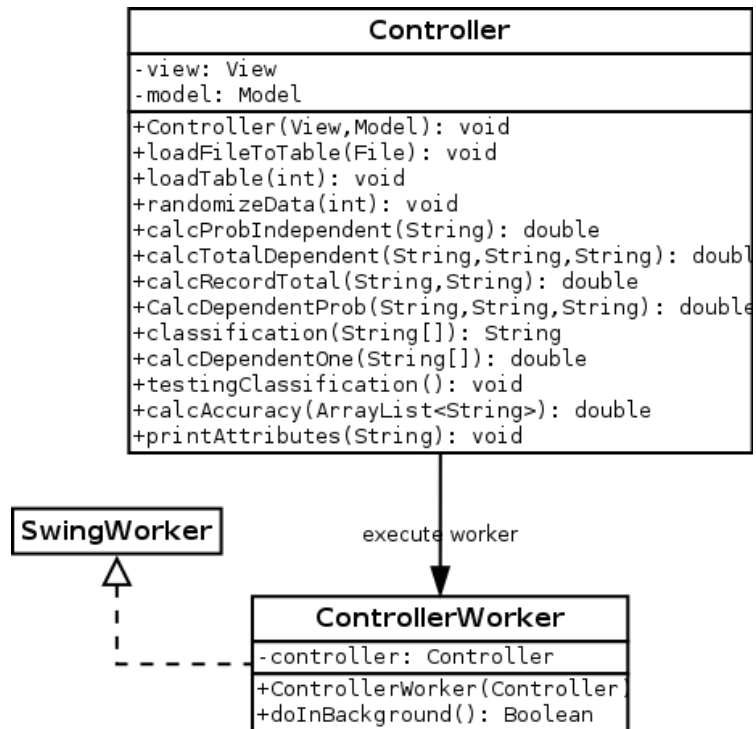 Controller
-view: View
-model: Model
+Controller(View,Model): void
+loadFileToTable(File): void
+loadTable(int): void
+randomizeData(int): void
+calcProbIndependent(String): double
+calcTotalDependent(String,String,String): doubl
+calcRecordTotal(String,String): double
+CalcDependentProb(String,String,String): double
+classification(String[]): String
+calcDependentOne(String[]): double
+testingClassification(): void
+calcAccuracy(ArrayList<String>): double
+printAttributes(String): void
SwingWorker
execute worker
ControllerWorker
-controller: Controller
+ControllerWorker(Controller)
+doInBackground(): Boolean